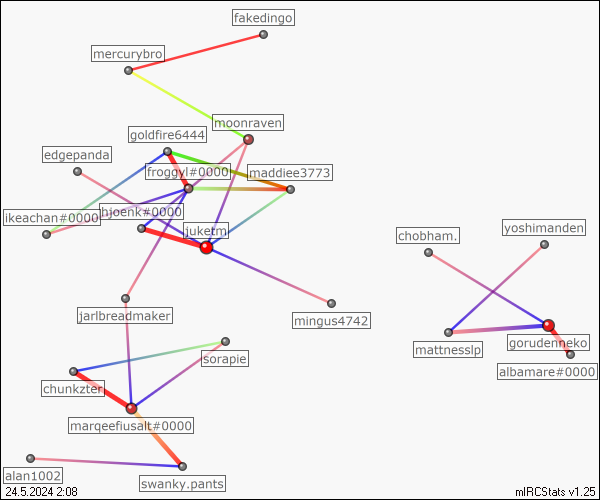 fakedingo
mercurybro
moonraven
goldfire6444
edgepanda
froggyl#0000
maddiee3773
ikeachan#0000
bjoenk#0000
juketm
chobham.
yoshimanden
jarlbreadmaker
mingus4742
gorudenneko
mattnesslp
sorapie
albamare#0000
chunkzter
marqeefiusalt#0000
alan1002
swanky.pants
24.5.2024 2:08
mIRCStats v1.25